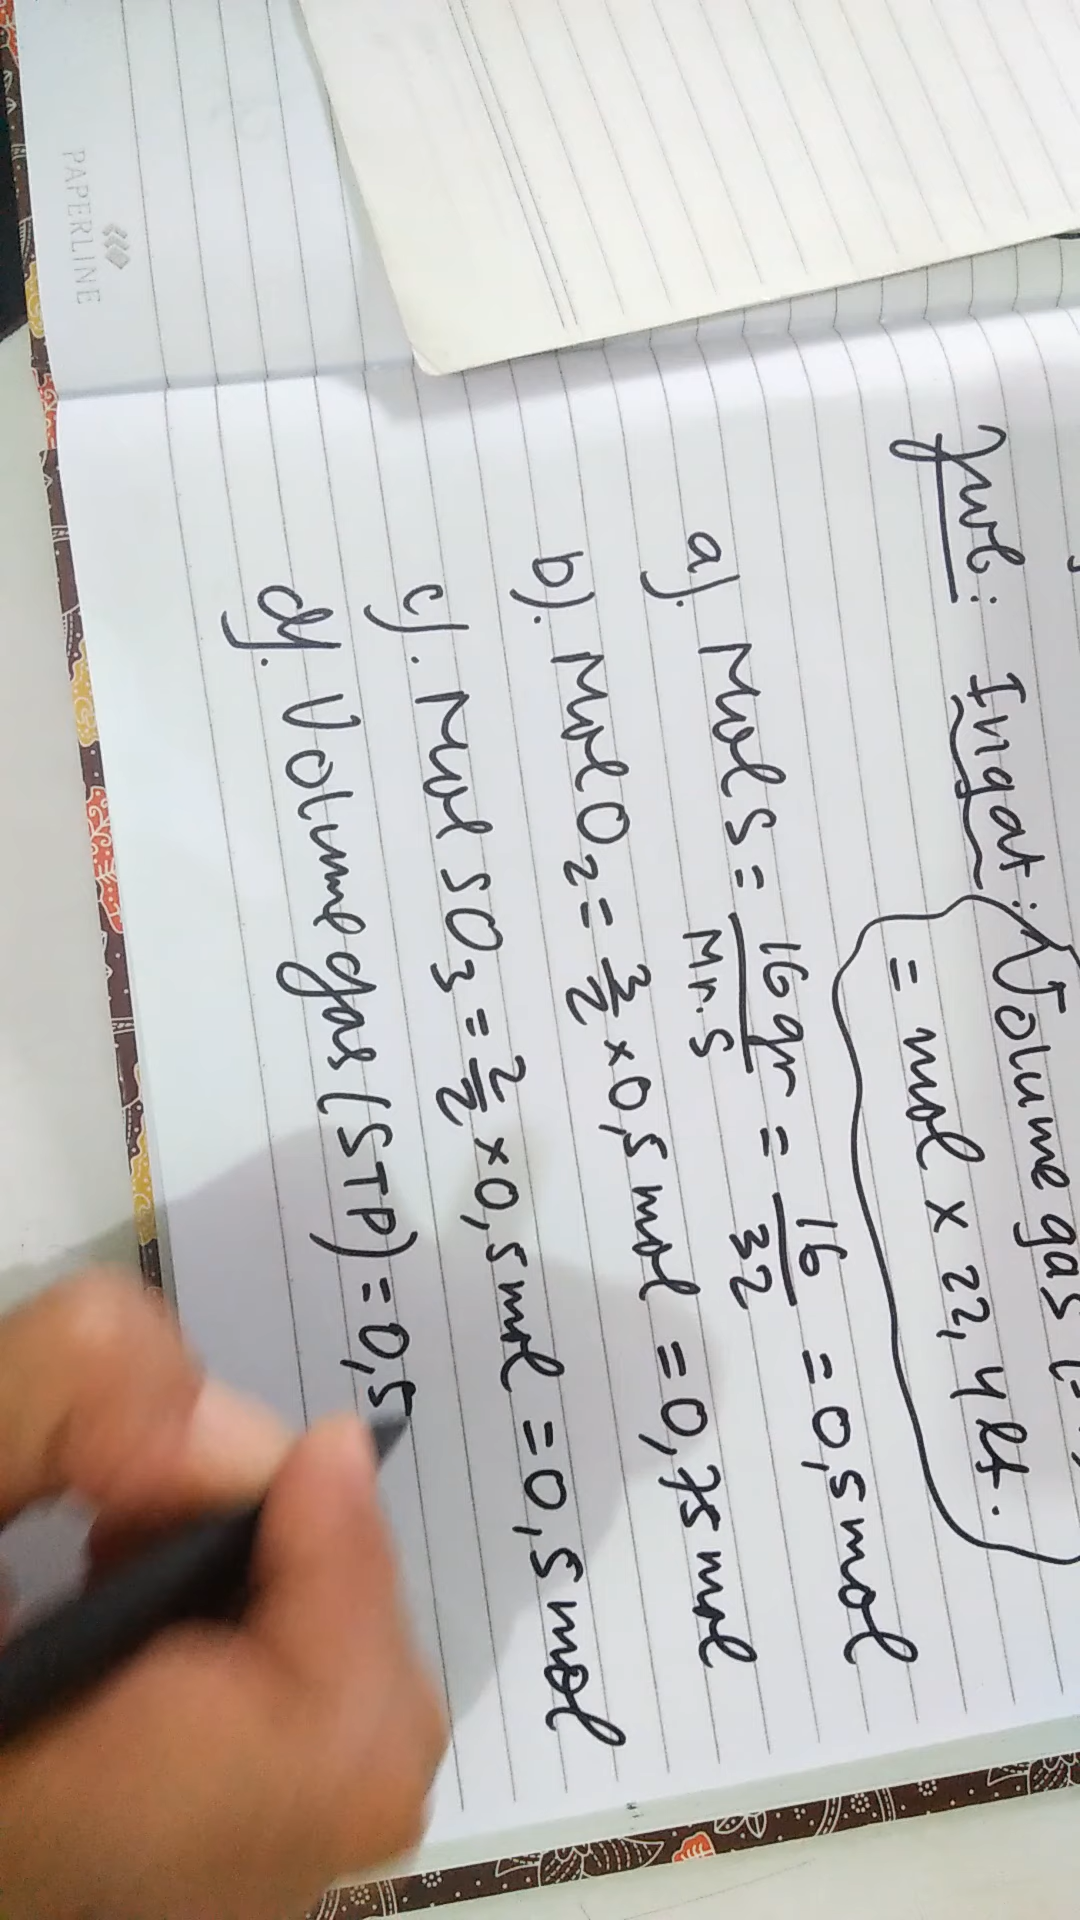 Jwb: Ingat: Volume gas
= mol x 22,4 lt.
a). Mol S = 16 gr / Mr. S = 16 / 32 = 0,5 mol
b). Mol O2 = 3/2 x 0,5 mol = 0,75 mol
c). Mol SO3 = 2/2 x 0,5 mol = 0,5 mol
d). Volume gas (STP) = 0,5
PAPERLINE